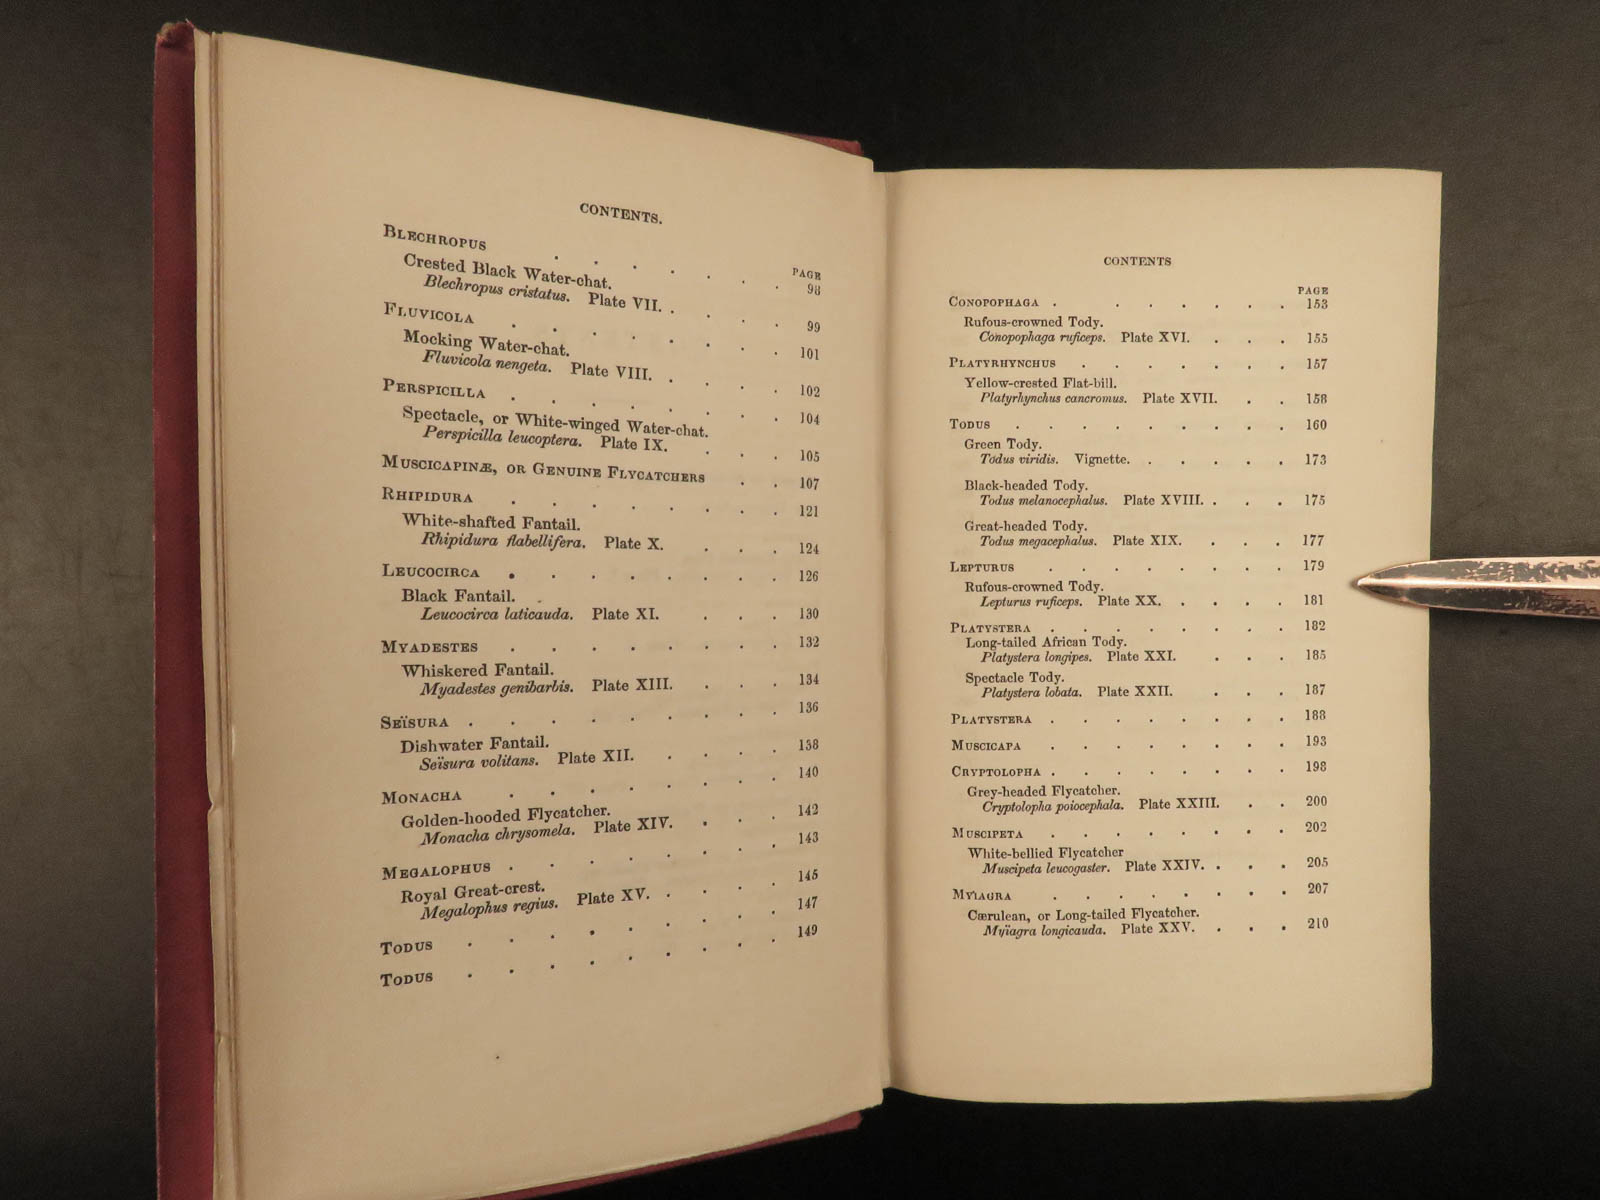 CONTENTS.
PAGE
BLECHROPUS . . . . . . . 98
Crested Black Water-chat.
Blechropus cristatus. Plate VII. . . . 99
FLUVICOLA . . . . . . . . 101
Mocking Water-chat.
Fluvicola nengeta. Plate VIII. . . . 102
PERSPICILLA . . . . . . . . 104
Spectacle, or White-winged Water-chat.
Perspicilla leucoptera. Plate IX. . . . 105
MUSCICAPINÆ, OR GENUINE FLYCATCHERS . . 107
RHIPIDURA . . . . . . . . 121
White-shafted Fantail.
Rhipidura flabellifera. Plate X. . . . 124
LEUCOCIRCA . . . . . . . . 126
Black Fantail.
Leucocirca laticauda. Plate XI. . . . 130
MYADESTES . . . . . . . . 132
Whiskered Fantail.
Myadestes genibarbis. Plate XIII. . . . 134
SEÏSURA . . . . . . . . . 136
Dishwater Fantail.
Seïsura volitans. Plate XII. . . . . 138
MONACHA . . . . . . . . 140
Golden-hooded Flycatcher.
Monacha chrysomela. Plate XIV. . . . 142
MEGALOPHUS . . . . . . . . 143
Royal Great-crest.
Megalophus regius. Plate XV. . . . . 145
TODUS . . . . . . . . . 147
TODUS . . . . . . . . . 149
CONTENTS
PAGE
CONOPOPHAGA . . . . . . . 153
Rufous-crowned Tody.
Conopophaga ruficeps. Plate XVI. . . . 155
PLATYRHYNCHUS . . . . . . . 157
Yellow-crested Flat-bill.
Platyrhynchus cancromus. Plate XVII. . . 158
TODUS . . . . . . . . . 160
Green Tody.
Todus viridis. Vignette. . . . . . 173
Black-headed Tody.
Todus melanocephalus. Plate XVIII. . . . 175
Great-headed Tody.
Todus megacephalus. Plate XIX. . . . 177
LEPTURUS . . . . . . . . 179
Rufous-crowned Tody.
Lepturus ruficeps. Plate XX. . . . . 181
PLATYSTERA . . . . . . . . 182
Long-tailed African Tody.
Platystera longipes. Plate XXI. . . . 185
Spectacle Tody.
Platystera lobata. Plate XXII. . . . 187
PLATYSTERA . . . . . . . . 188
MUSCICAPA . . . . . . . . 193
CRYPTOLOPHA . . . . . . . . 198
Grey-headed Flycatcher.
Cryptolopha poiocephala. Plate XXIII. . . 200
MUSCIPETA . . . . . . . . 202
White-bellied Flycatcher
Muscipeta leucogaster. Plate XXIV. . . . 205
MYÏAGRA . . . . . . . . 207
Cærulean, or Long-tailed Flycatcher.
Myïagra longicauda. Plate XXV. . . . 210